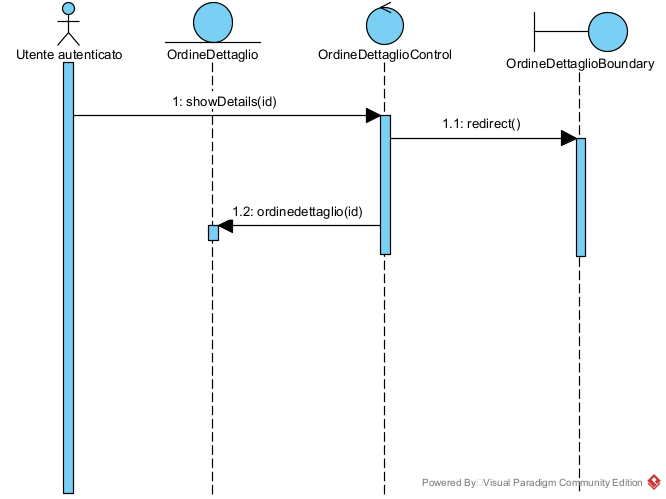 Utente autenticato
OrdineDettaglio
OrdineDettaglioControl
OrdineDettaglioBoundary
1: showDetails(id)
1.1: redirect()
1.2: ordinedettaglio(id)
Powered By Visual Paradigm Community Edition